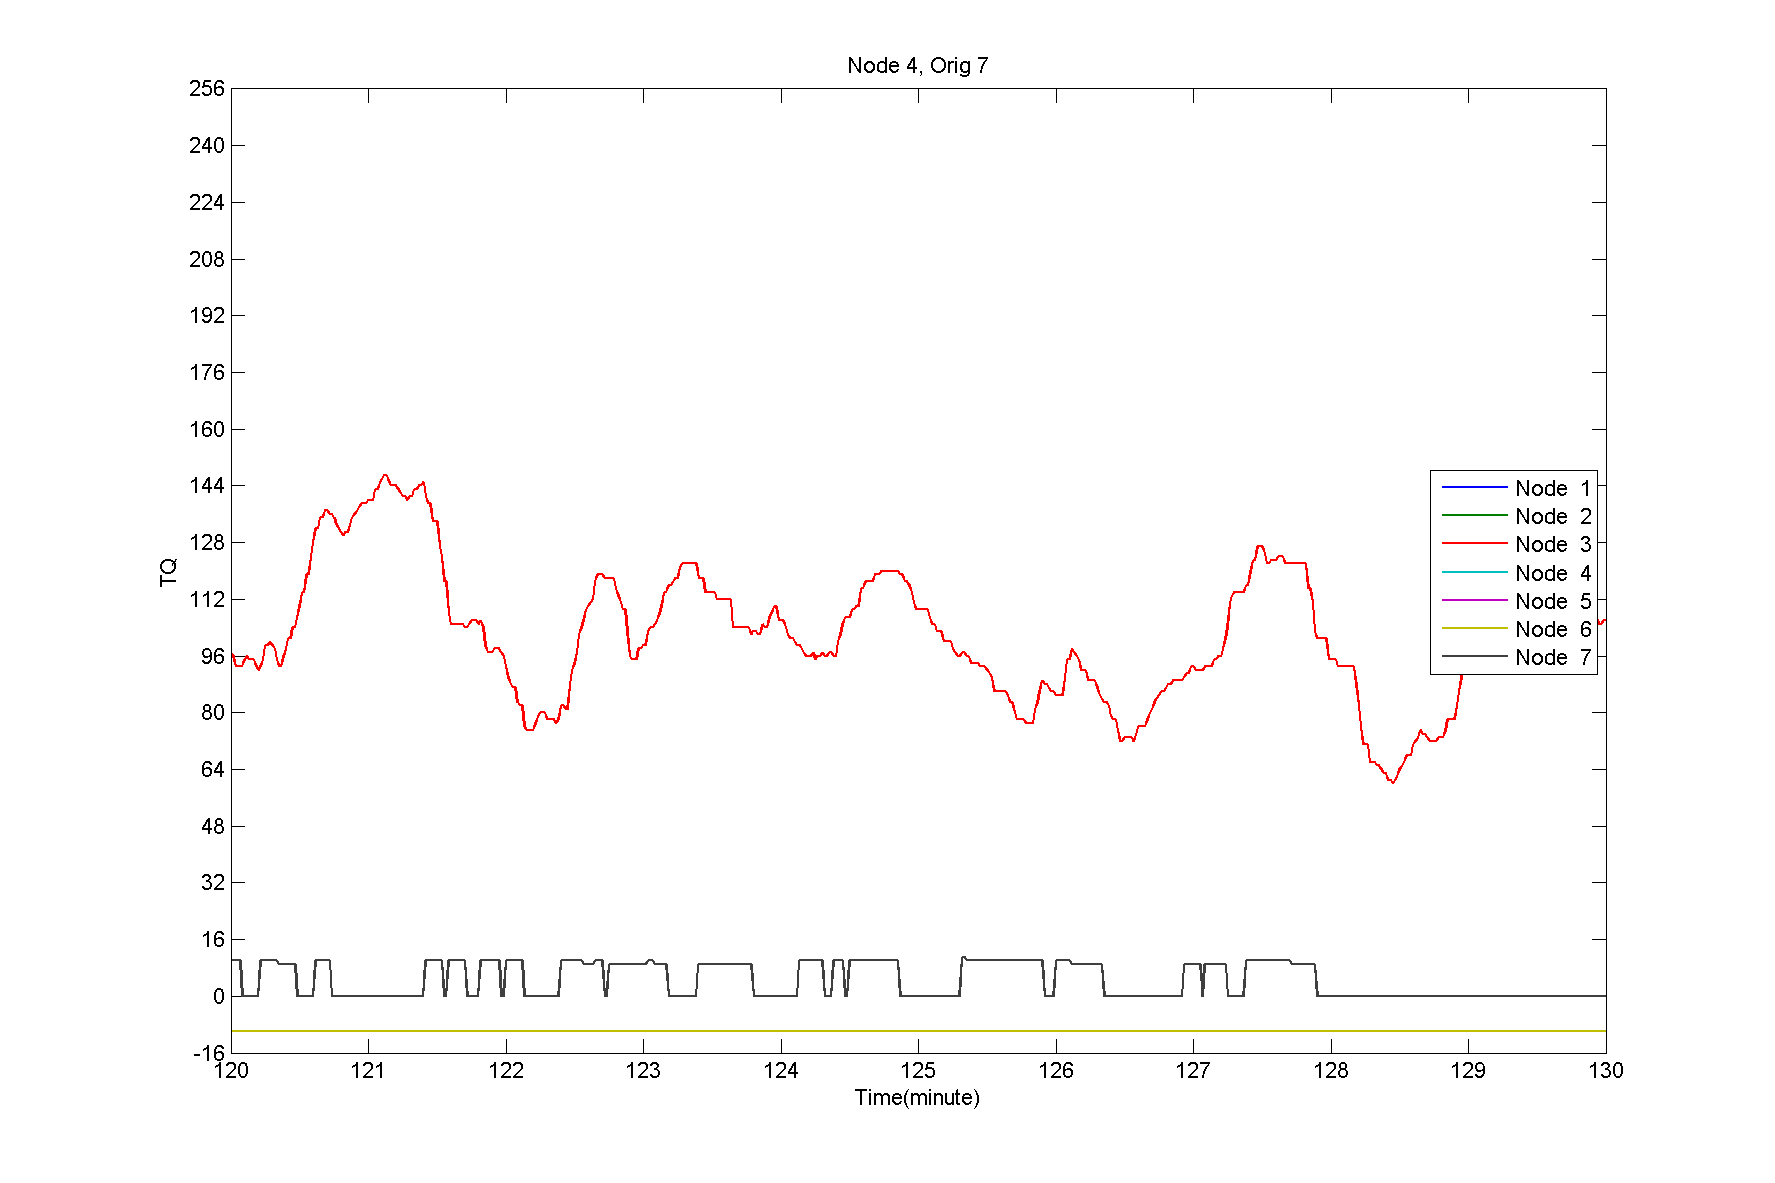 Node 4, Orig 7
256
240
224
208
192
176
160
144
128
112
96
80
64
48
32
16
0
-16
TQ
Node 1
Node 2
Node 3
Node 4
Node 5
Node 6
Node 7
120 121 122 123 124 125 126 127 128 129 130
Time(minute)